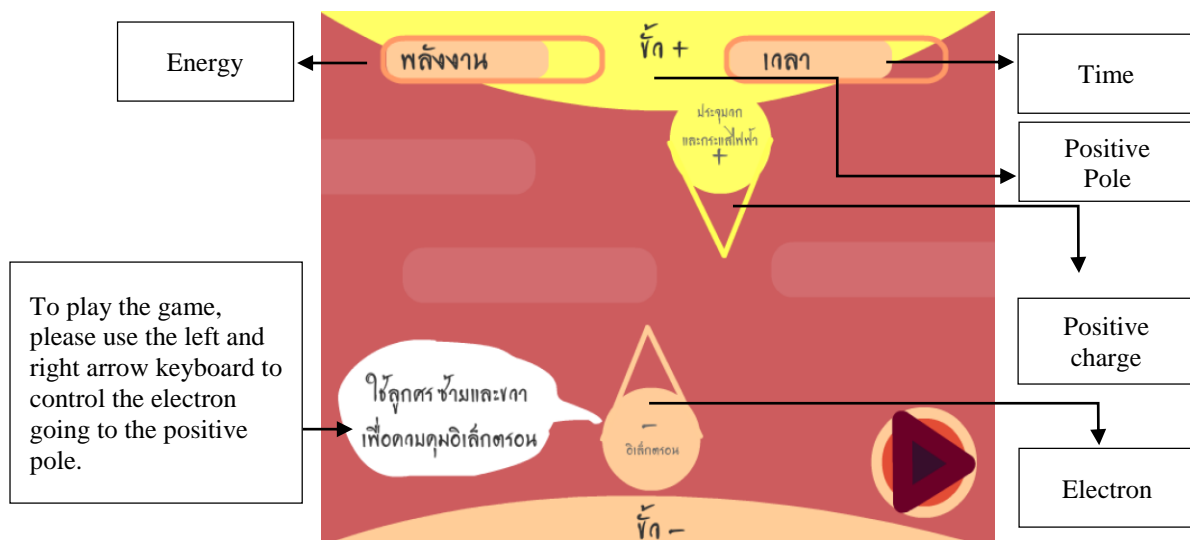 Energy
พลังงาน
ขั้ว +
เวลา
Time
ประจุบวก
และกระแสไฟฟ้า
+
Positive
Pole
To play the game,
please use the left and
right arrow keyboard to
control the electron
going to the positive
pole.
Positive
charge
ใช้ลูกศร ซ้ายและขวา
เพื่อควบคุมอิเล็กตรอน
-
อิเล็กตรอน
Electron
ขั้ว -